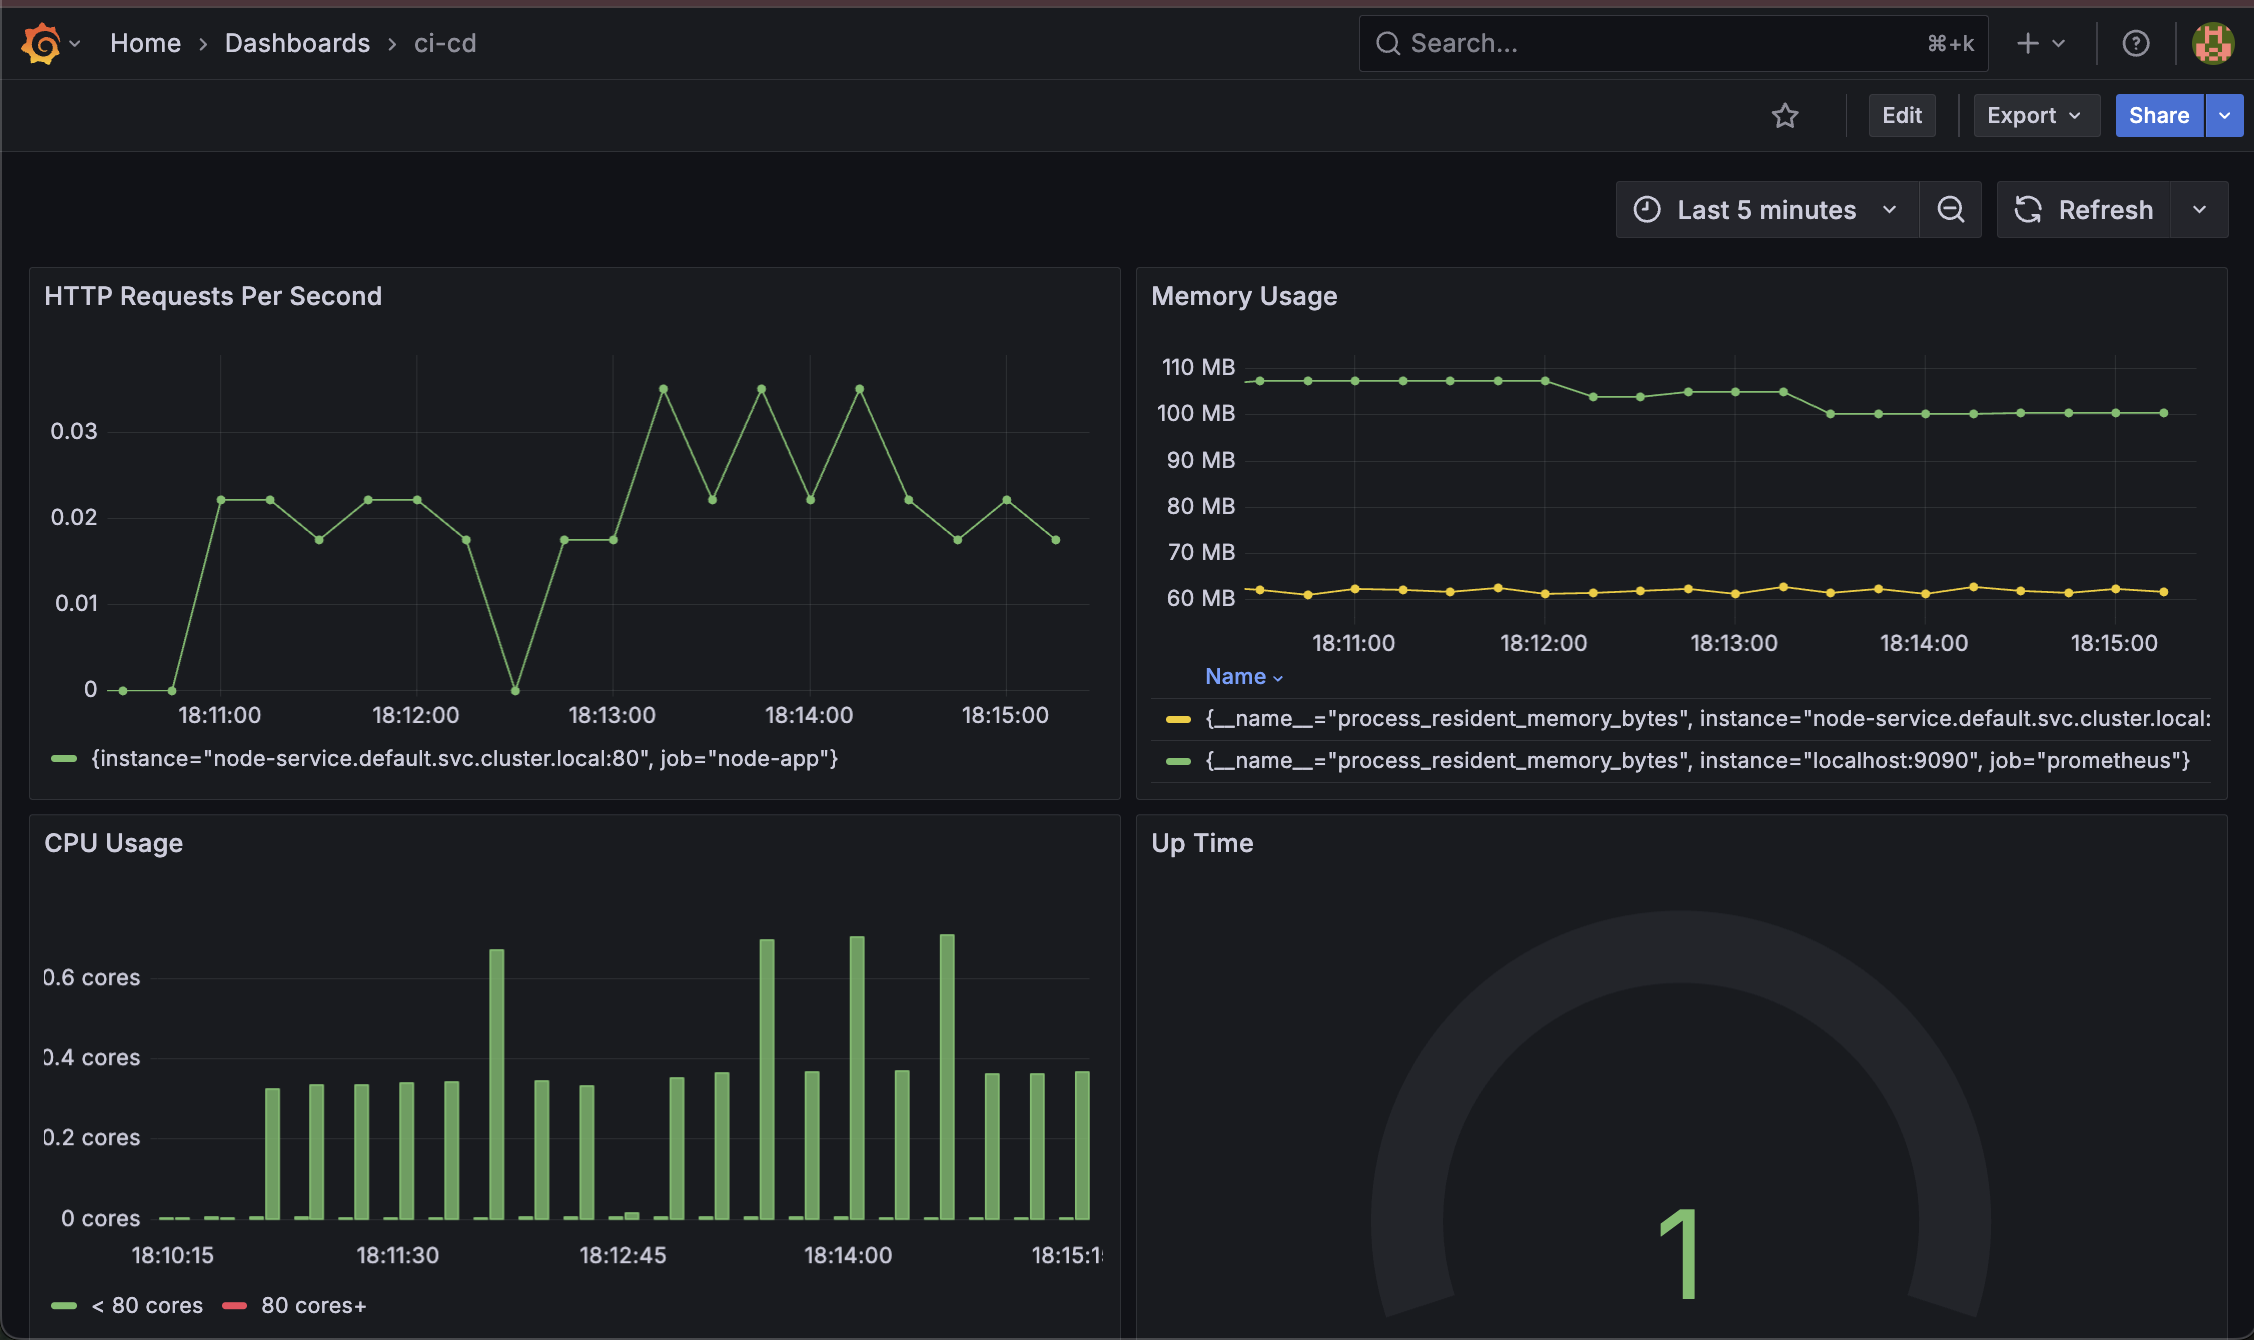 Home > Dashboards > ci-cd
Search...
⌘+k
Edit
Export
Share
Last 5 minutes
Refresh
HTTP Requests Per Second
0.03
0.02
0.01
0
18:11:00 18:12:00 18:13:00 18:14:00 18:15:00
{instance="node-service.default.svc.cluster.local:80", job="node-app"}
Memory Usage
110 MB
100 MB
90 MB
80 MB
70 MB
60 MB
18:11:00 18:12:00 18:13:00 18:14:00 18:15:00
Name
{__name__="process_resident_memory_bytes", instance="node-service.default.svc.cluster.local:
{__name__="process_resident_memory_bytes", instance="localhost:9090", job="prometheus"}
CPU Usage
0.6 cores
0.4 cores
0.2 cores
0 cores
18:10:15 18:11:30 18:12:45 18:14:00 18:15:1
< 80 cores 80 cores+
Up Time
1